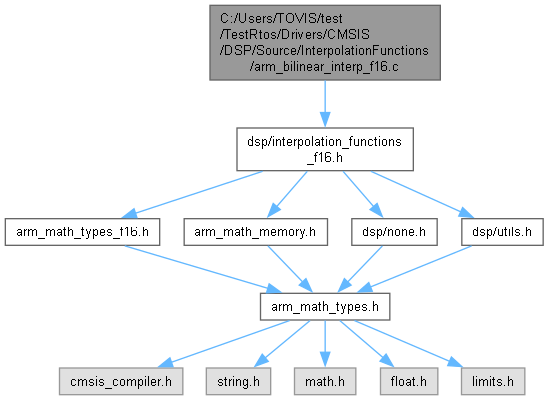 C:/Users/TOVIS/test
/TestRtos/Drivers/CMSIS
/DSP/Source/InterpolationFunctions
/arm_bilinear_interp_f16.c
dsp/interpolation_functions
_f16.h
arm_math_types_f16.h
arm_math_memory.h
dsp/none.h
dsp/utils.h
arm_math_types.h
cmsis_compiler.h
string.h
math.h
float.h
limits.h